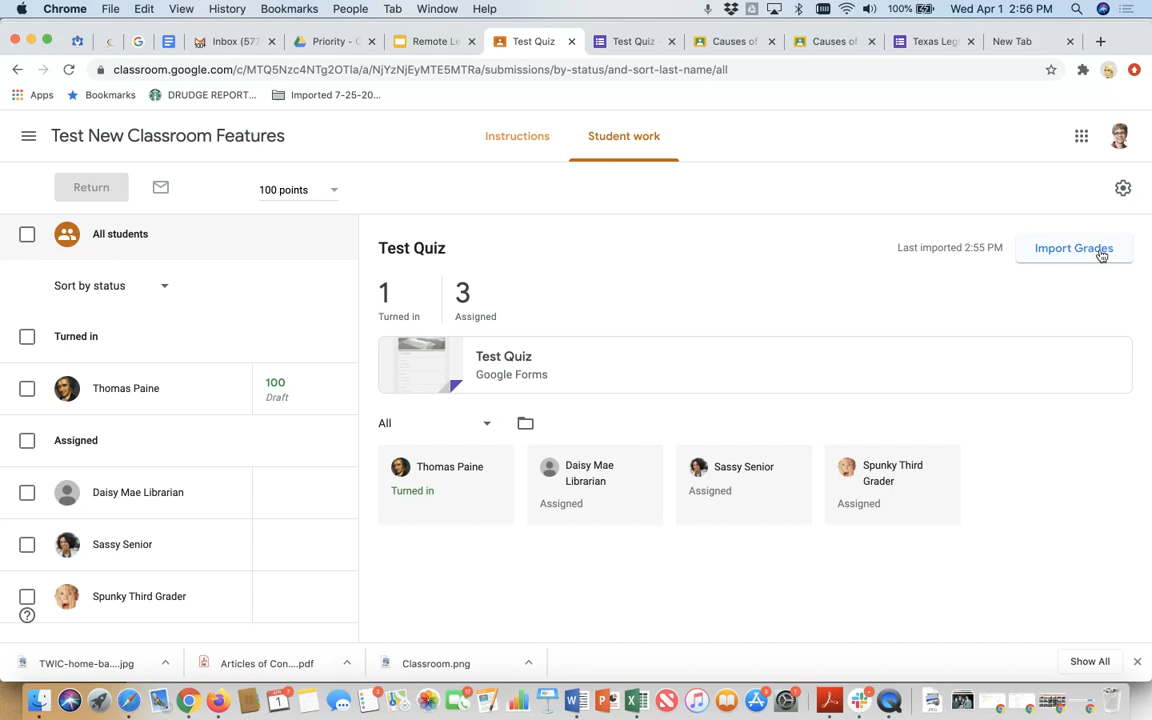 Chrome File Edit View History Bookmarks People Tab Window Help 100% Wed Apr 1 2:56 PM
Inbox (577 Priority - G Remote Le Test Quiz Test Quiz - Causes of Causes of Texas Leg New Tab
classroom.google.com/c/MTQ5Nzc4NTg2OTIa/a/NjYzNjEyMTE5MTRa/submissions/by-status/and-sort-last-name/all
Apps Bookmarks DRUDGE REPORT... Imported 7-25-20...
Test New Classroom Features Instructions Student work
Return 100 points
All students
Test Quiz Last imported 2:55 PM Import Grades
Sort by status
1 3
Turned in Assigned
Turned in
Test Quiz
Google Forms
Thomas Paine 100
Draft
All
Assigned
Thomas Paine
Turned in
Daisy Mae
Librarian
Assigned
Sassy Senior
Assigned
Spunky Third
Grader
Assigned
Daisy Mae Librarian
Sassy Senior
Spunky Third Grader
TWIC-home-ba....jpg Articles of Con....pdf Classroom.png Show All